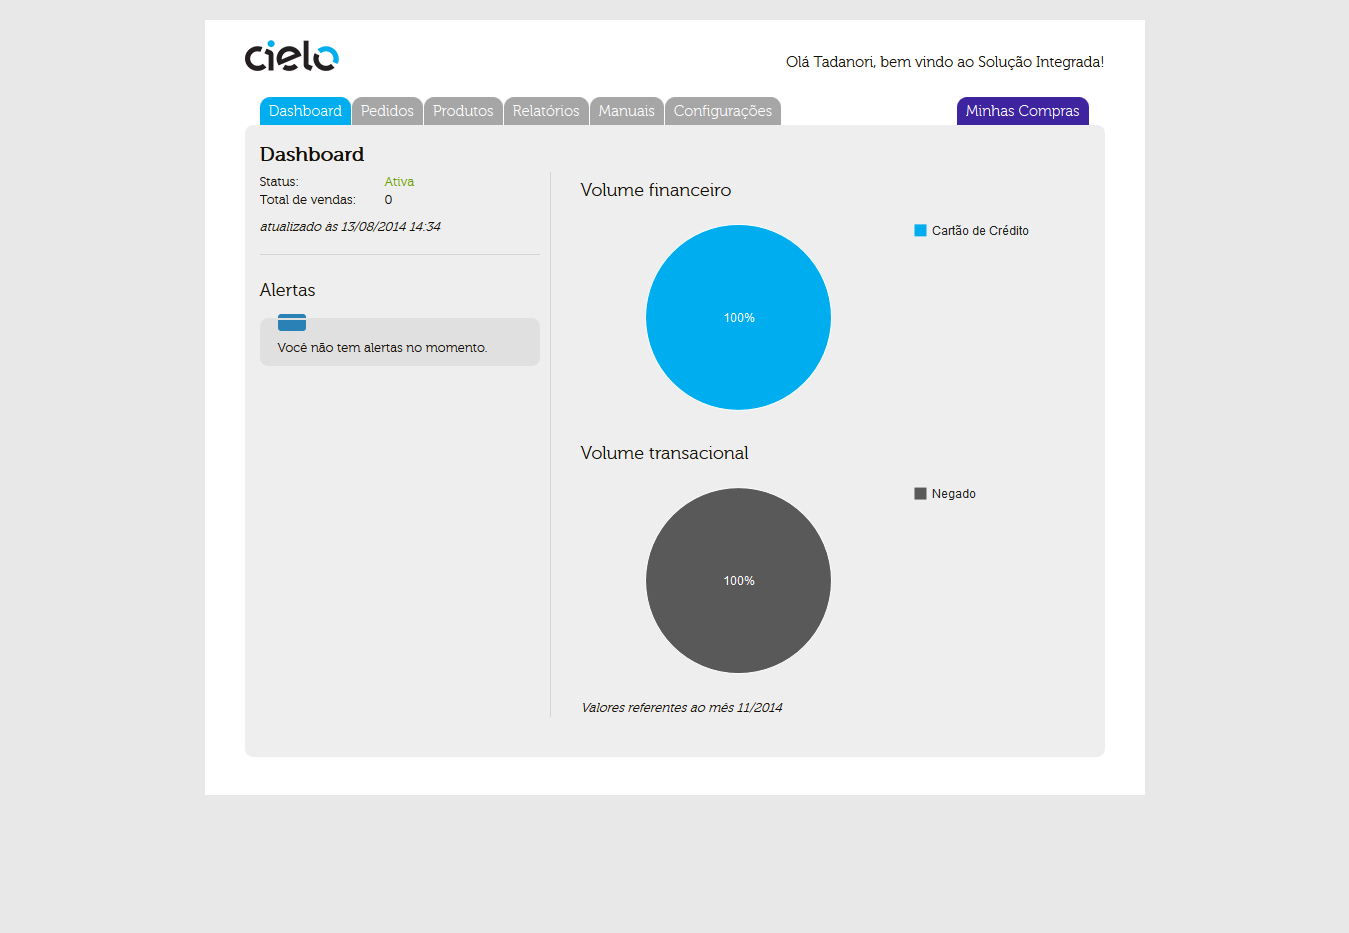 cielo
Olá Tadanori, bem vindo ao Solução Integrada!
Dashboard Pedidos Produtos Relatórios Manuais Configurações Minhas Compras
Dashboard
Status: Ativa
Total de vendas: 0
atualizado às 13/08/2014 14:34
Alertas
Você não tem alertas no momento.
Volume financeiro
Cartão de Crédito
100%
Volume transacional
Negado
100%
Valores referentes ao mês 11/2014